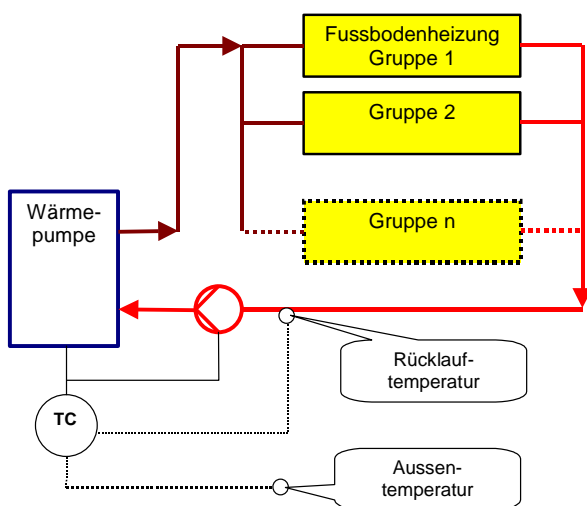 Fussbodenheizung
Gruppe 1
Gruppe 2
Wärme-
pumpe
Gruppe n
Rücklauf-
temperatur
TC
Aussen-
temperatur